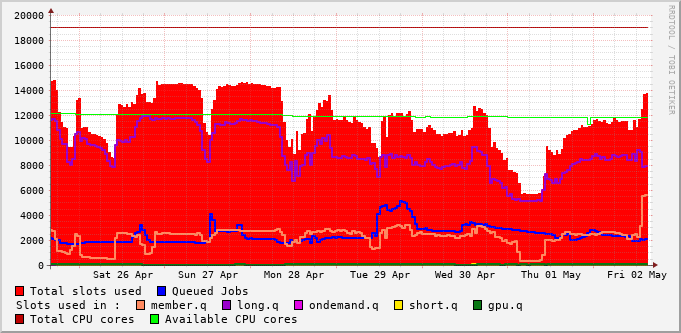 20000
18000
16000
14000
12000
10000
8000
6000
4000
2000
0
Sat 26 Apr Sun 27 Apr Mon 28 Apr Tue 29 Apr Wed 30 Apr Thu 01 May Fri 02 May
RRDTOOL / TOBI OETIKER
Total slots used Queued Jobs
Slots used in : member.q long.q ondemand.q short.q gpu.q
Total CPU cores Available CPU cores